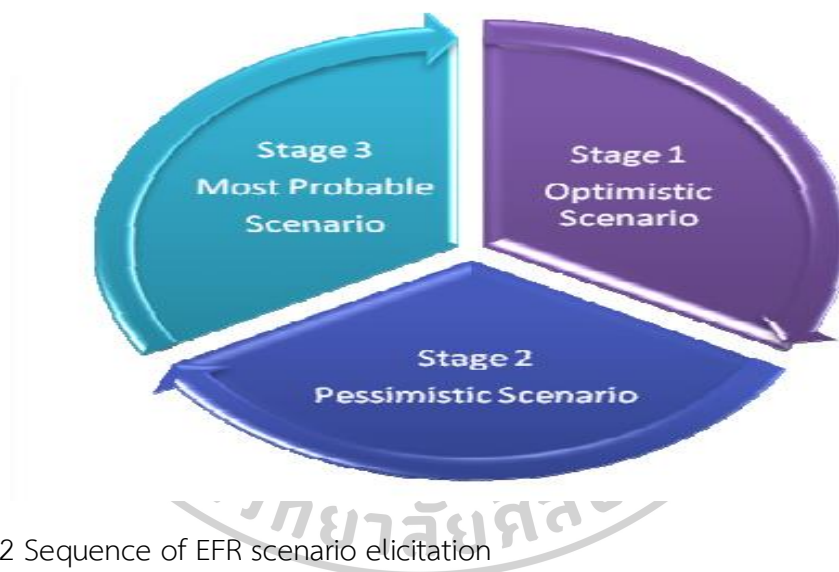 Stage 1
Optimistic
Scenario
Stage 2
Pessimistic Scenario
Stage 3
Most Probable
Scenario
2 Sequence of EFR scenario elicitation